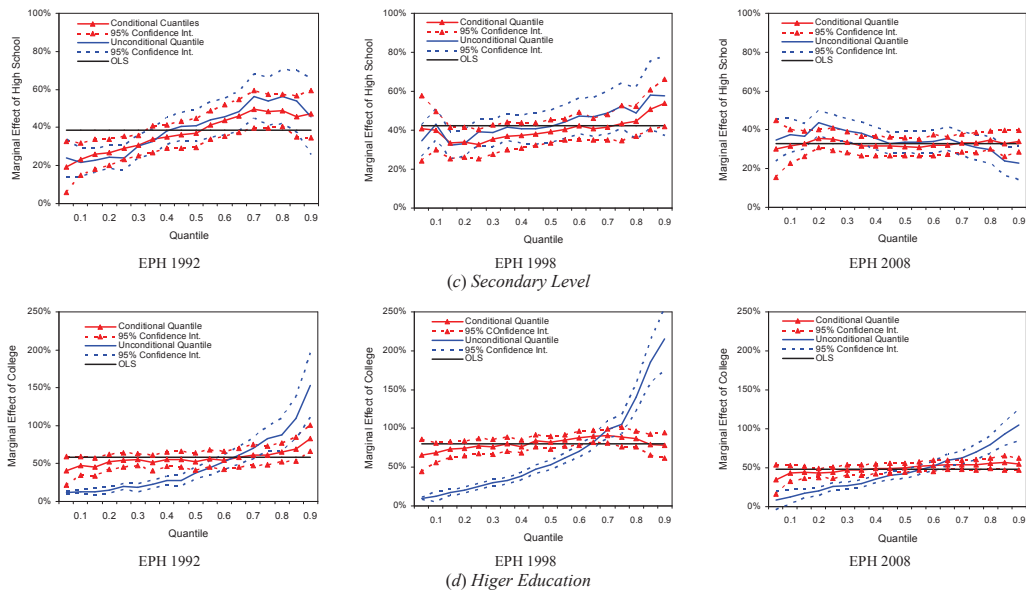 Marginal Effect of High School
100%
80%
60%
40%
20%
0%
Conditional Cuantiles
95% Confidence Int.
Unconditional Quantile
95% Confidence Int.
OLS
0.1 0.2 0.3 0.4 0.5 0.6 0.7 0.8 0.9
Quantile
EPH 1992
Marginal Effect of High School
100%
80%
60%
40%
20%
0%
Conditional Quantile
95% Confidence Int.
Unconditional Quantile
95% Confidence Int.
OLS
0.1 0.2 0.3 0.4 0.5 0.6 0.7 0.8 0.9
Quantile
EPH 1998
Marginal Effect of High School
100%
80%
60%
40%
20%
0%
Conditional Quantile
95% Confidence Int.
Unconditional Quantile
95% Confidence Int.
OLS
0.1 0.2 0.3 0.4 0.5 0.6 0.7 0.8 0.9
Quantile
EPH 2008
(c) Secondary Level
Marginal Effect of College
250%
200%
150%
100%
50%
0%
Conditional Quantile
95% Confidence Int.
Unconditional Quantile
95% Confidence Int.
OLS
0.1 0.2 0.3 0.4 0.5 0.6 0.7 0.8 0.9
Quantile
EPH 1992
Marginal Effect of College
250%
200%
150%
100%
50%
0%
Conditional Quantile
95% COnfidence Int.
Unconditional Quantile
95% Confidence Int.
OLS
0.1 0.2 0.3 0.4 0.5 0.6 0.7 0.8 0.9
Quantile
EPH 1998
Marginal Effect of College
250%
200%
150%
100%
50%
0%
Conditional Quantile
95% Confidence Int.
Unconditional Quantile
95% Confidence Int.
OLS
0.1 0.2 0.3 0.4 0.5 0.6 0.7 0.8 0.9
Quantile
EPH 2008
(d) Higer Education